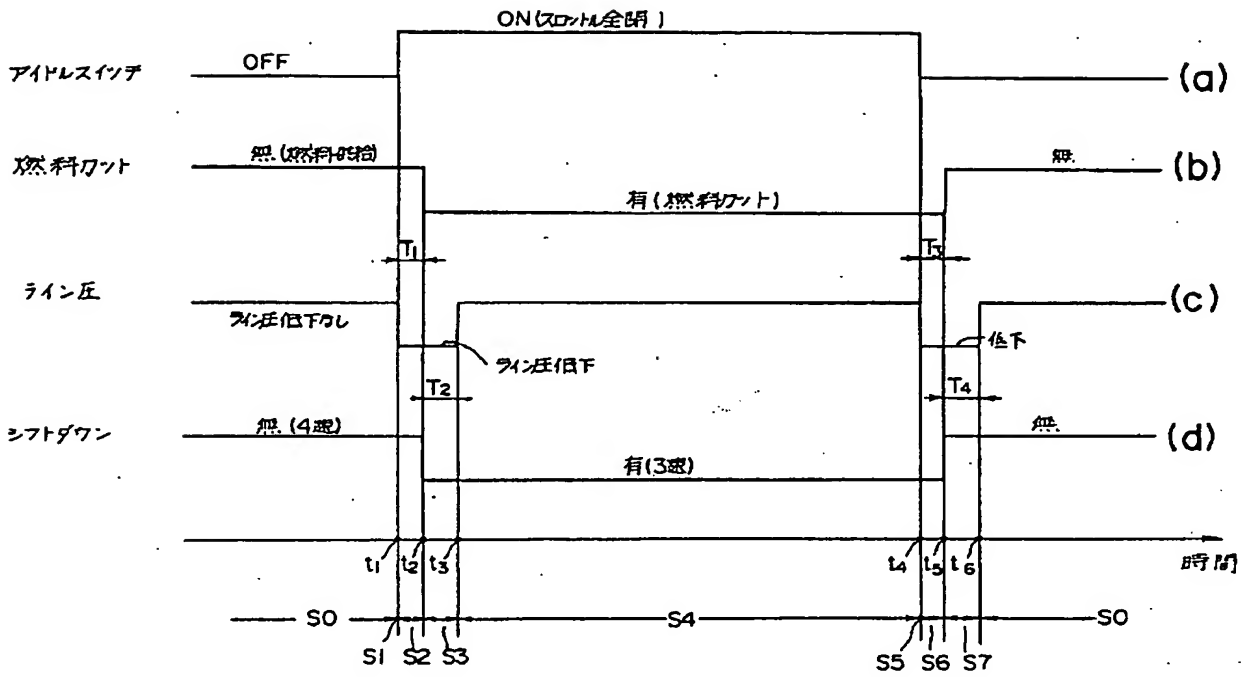 ON(スロットル全閉)
アイドルスイッチ OFF (a)
燃料カット 無(燃料供給) 無 (b)
有(燃料カット)
T1 T3
ライン圧 (c)
ライン圧低下なし
ライン圧低下 低下
T2 T4
シフトダウン 無(4速) 無 (d)
有(3速)
t1 t2 t3 t4 t5 t6 時間
S0 S4 S0
S1 S2 S3 S5 S6 S7